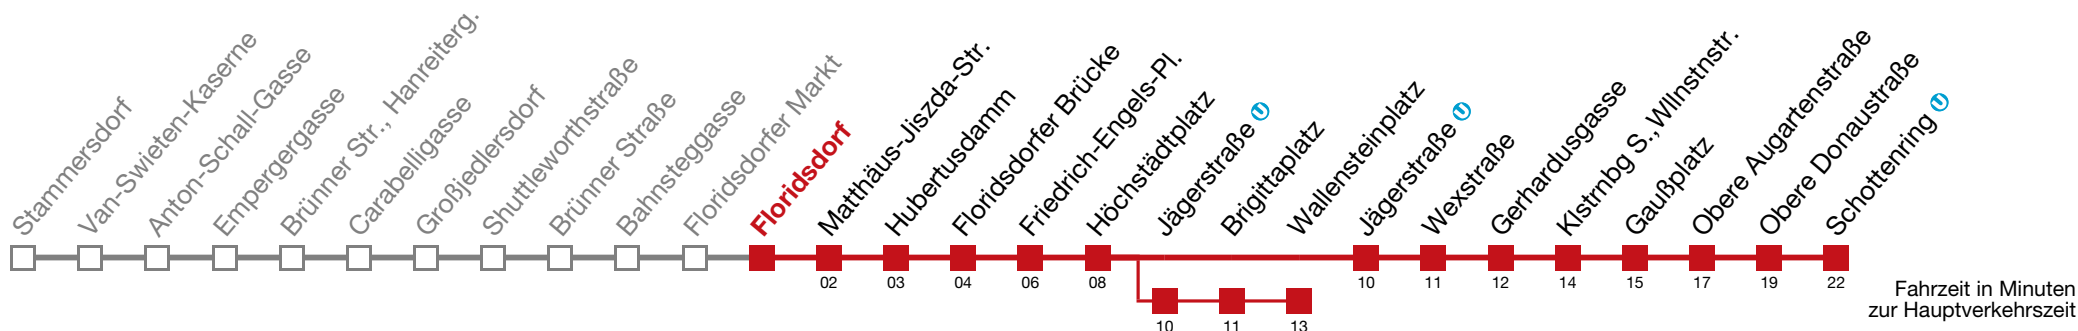 Stammersdorf
Van-Swieten-Kaserne
Anton-Schall-Gasse
Empergergasse
Brünner Str., Hanreiterg.
Carabelligasse
Großjedlersdorf
Shuttleworthstraße
Brünner Straße
Bahnsteggasse
Floridsdorfer Markt
Floridsdorf
Matthäus-Jiszda-Str.
Hubertusdamm
Floridsdorfer Brücke
Friedrich-Engels-Pl.
Höchstädtplatz
Jägerstraße U
Brigittaplatz
Wallensteinplatz
Jägerstraße U
Wexstraße
Gerhardusgasse
Klstrnbg S., Wllnstnstr.
Gaußplatz
Obere Augartenstraße
Obere Donaustraße
Schottenring U
02 03 04 06 08 10 11 12 14 15 17 19 22
10 11 13
Fahrzeit in Minuten
zur Hauptverkehrszeit